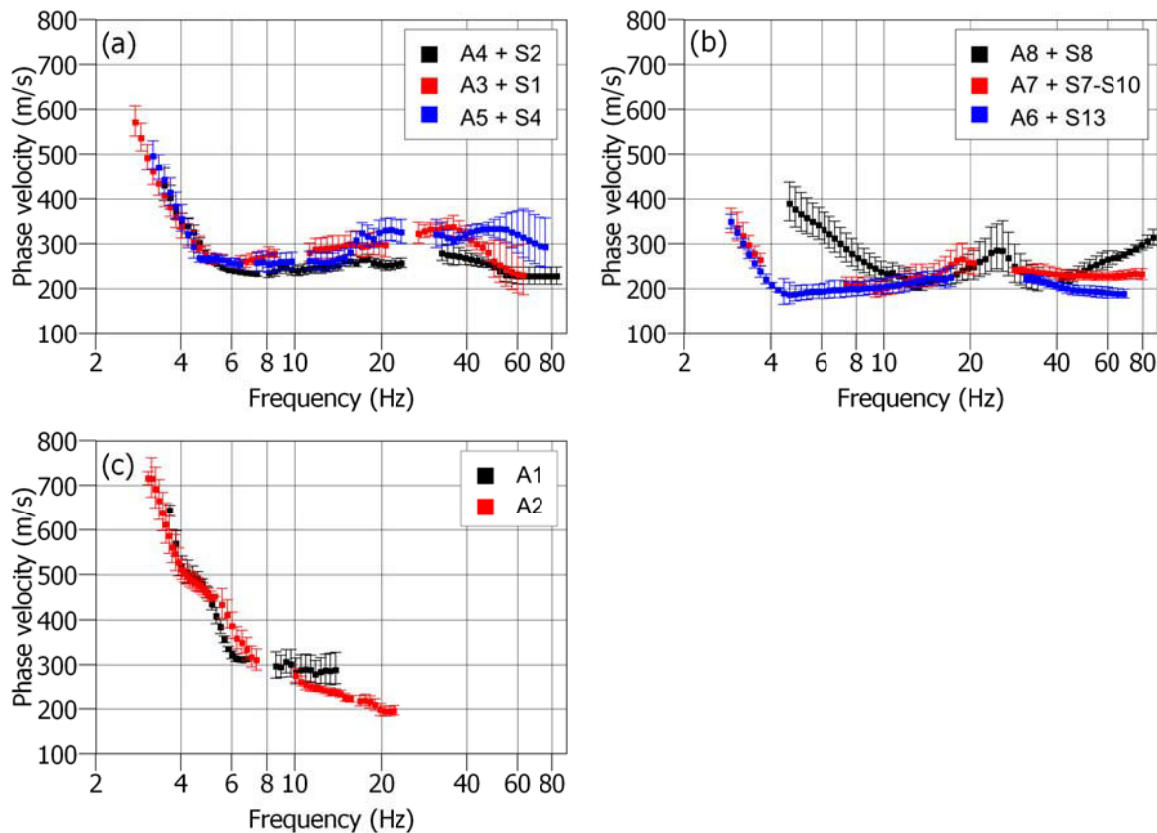 (a)
A4 + S2
A3 + S1
A5 + S4
Phase velocity (m/s)
800
700
600
500
400
300
200
100
2 4 6 8 10 20 40 60 80
Frequency (Hz)
(b)
A8 + S8
A7 + S7-S10
A6 + S13
Phase velocity (m/s)
800
700
600
500
400
300
200
100
2 4 6 8 10 20 40 60 80
Frequency (Hz)
(c)
A1
A2
Phase velocity (m/s)
800
700
600
500
400
300
200
100
2 4 6 8 10 20 40 60 80
Frequency (Hz)